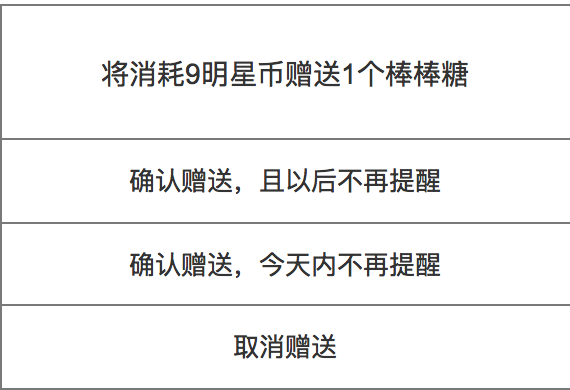 将消耗9明星币赠送1个棒棒糖
确认赠送，且以后不再提醒
确认赠送，今天内不再提醒
取消赠送